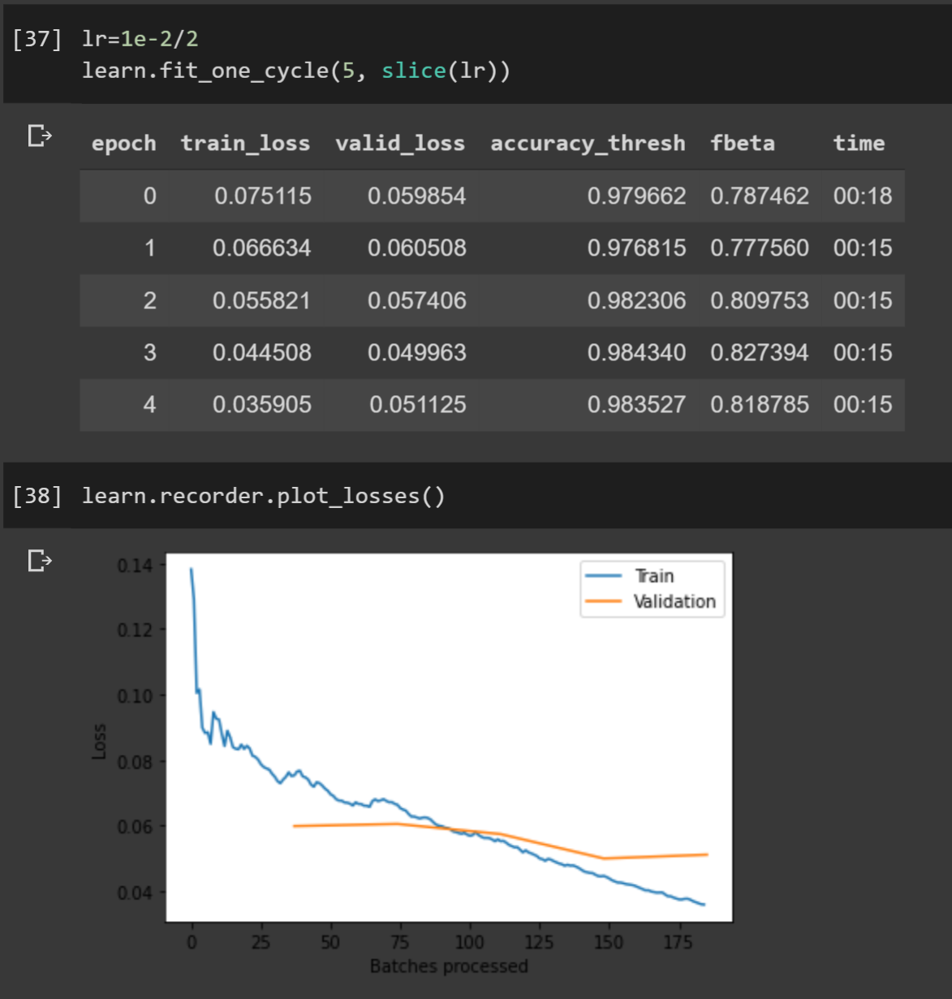 [37] lr=1e-2/2
learn.fit_one_cycle(5, slice(lr))
epoch train_loss valid_loss accuracy_thresh fbeta time
0 0.075115 0.059854 0.979662 0.787462 00:18
1 0.066634 0.060508 0.976815 0.777560 00:15
2 0.055821 0.057406 0.982306 0.809753 00:15
3 0.044508 0.049963 0.984340 0.827394 00:15
4 0.035905 0.051125 0.983527 0.818785 00:15
[38] learn.recorder.plot_losses()
Train
Validation
0.14
0.12
0.10
0.08
0.06
0.04
Loss
0 25 50 75 100 125 150 175
Batches processed